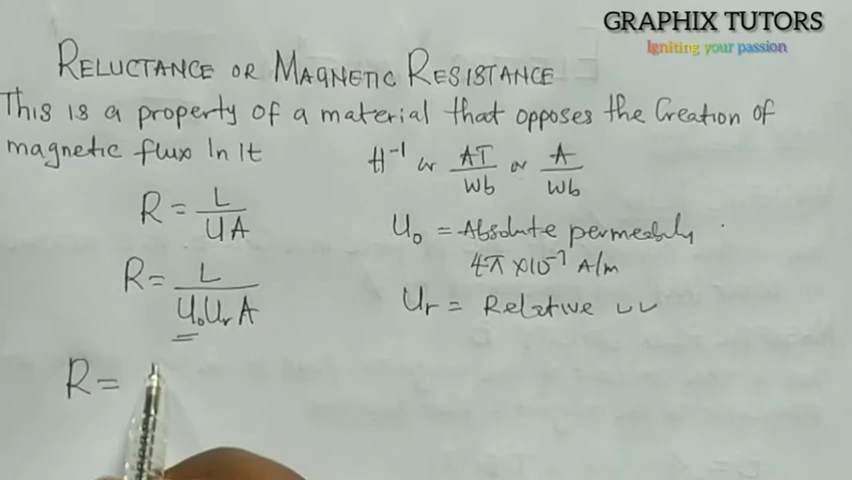 GRAPHIX TUTORS
Igniting your passion
RELUCTANCE OR MAGNETIC RESISTANCE
This is a property of a material that opposes the Creation of
magnetic flux In It
H⁻¹ or AT/Wb or A/Wb
R = L/UA
U₀ = Absolute permeability
4π×10⁻⁷ A/m
R = L/U₀UᵣA
Uᵣ = Relative
R =